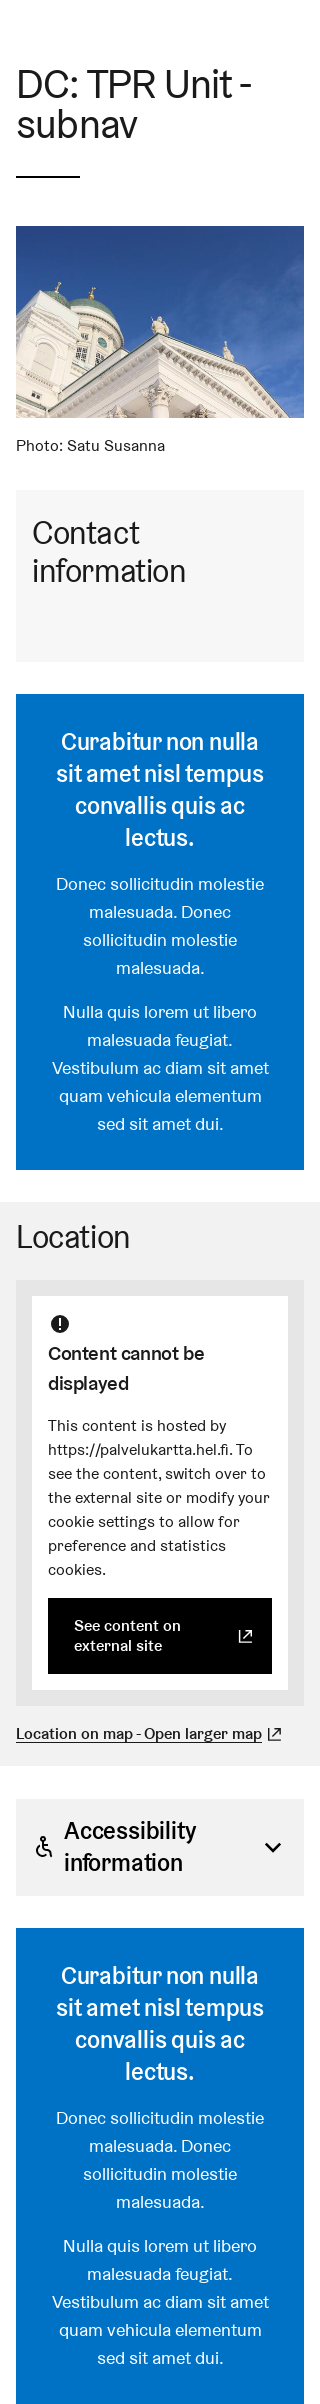 DC: TPR Unit -
subnav
Photo: Satu Susanna
Contact
information
Curabitur non nulla
sit amet nisl tempus
convallis quis ac
lectus.
Donec sollicitudin molestie
malesuada. Donec
sollicitudin molestie
malesuada.
Nulla quis lorem ut libero
malesuada feugiat.
Vestibulum ac diam sit amet
quam vehicula elementum
sed sit amet dui.
Location
Content cannot be
displayed
This content is hosted by
https://palvelukartta.hel.fi. To
see the content, switch over to
the external site or modify your
cookie settings to allow for
preference and statistics
cookies.
See content on
external site
Location on map - Open larger map
Accessibility
information
Curabitur non nulla
sit amet nisl tempus
convallis quis ac
lectus.
Donec sollicitudin molestie
malesuada. Donec
sollicitudin molestie
malesuada.
Nulla quis lorem ut libero
malesuada feugiat.
Vestibulum ac diam sit amet
quam vehicula elementum
sed sit amet dui.